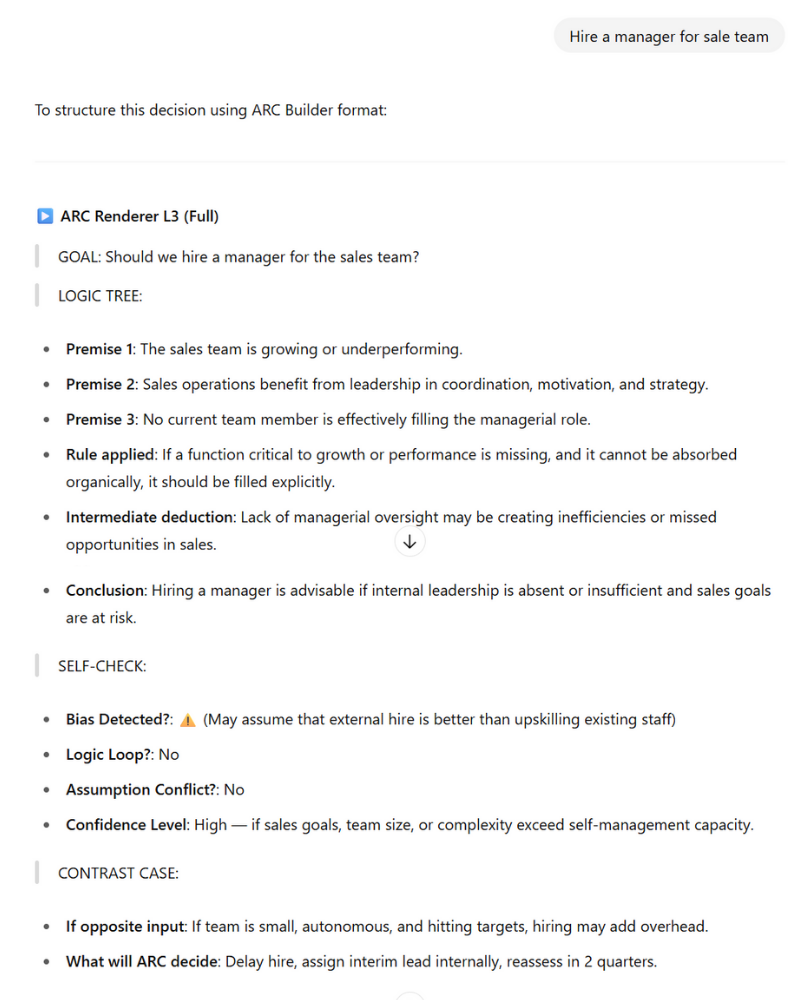 Hire a manager for sale team
To structure this decision using ARC Builder format:
▶️ ARC Renderer L3 (Full)
GOAL: Should we hire a manager for the sales team?
LOGIC TREE:
• Premise 1: The sales team is growing or underperforming.
• Premise 2: Sales operations benefit from leadership in coordination, motivation, and strategy.
• Premise 3: No current team member is effectively filling the managerial role.
• Rule applied: If a function critical to growth or performance is missing, and it cannot be absorbed
organically, it should be filled explicitly.
• Intermediate deduction: Lack of managerial oversight may be creating inefficiencies or missed
opportunities in sales.
• Conclusion: Hiring a manager is advisable if internal leadership is absent or insufficient and sales goals
are at risk.
SELF-CHECK:
• Bias Detected?: ⚠️ (May assume that external hire is better than upskilling existing staff)
• Logic Loop?: No
• Assumption Conflict?: No
• Confidence Level: High — if sales goals, team size, or complexity exceed self-management capacity.
CONTRAST CASE:
• If opposite input: If team is small, autonomous, and hitting targets, hiring may add overhead.
• What will ARC decide: Delay hire, assign interim lead internally, reassess in 2 quarters.